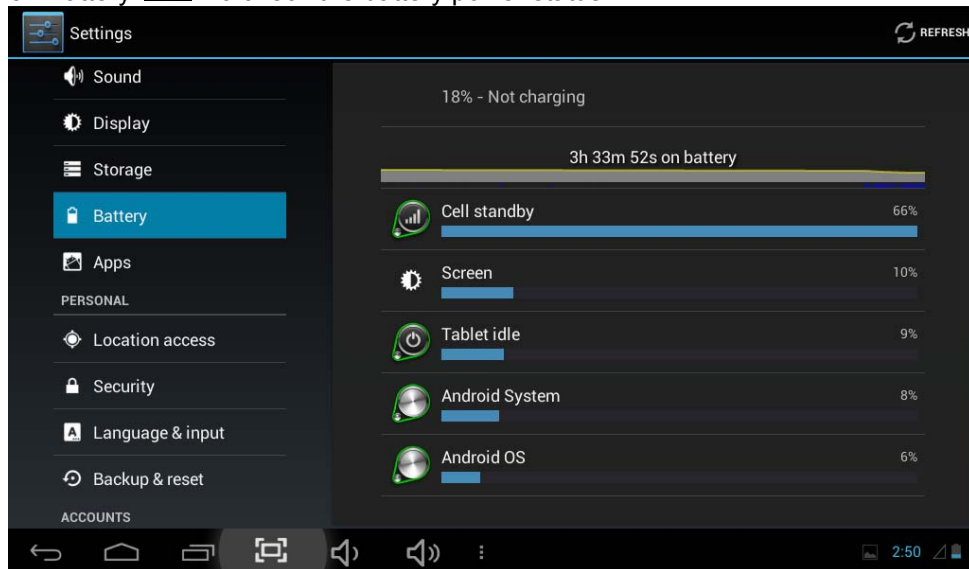 Settings
REFRESH
Sound
Display
Storage
Battery
Apps
PERSONAL
Location access
Security
Language & input
Backup & reset
ACCOUNTS
18% - Not charging
3h 33m 52s on battery
Cell standby 66%
Screen 10%
Tablet idle 9%
Android System 8%
Android OS 6%
2:50